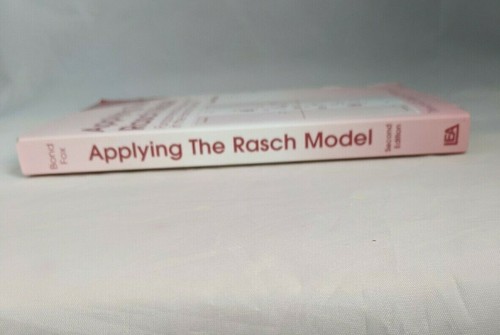 Bond
Fox
Applying The Rasch Model
Second
Edition
LEA